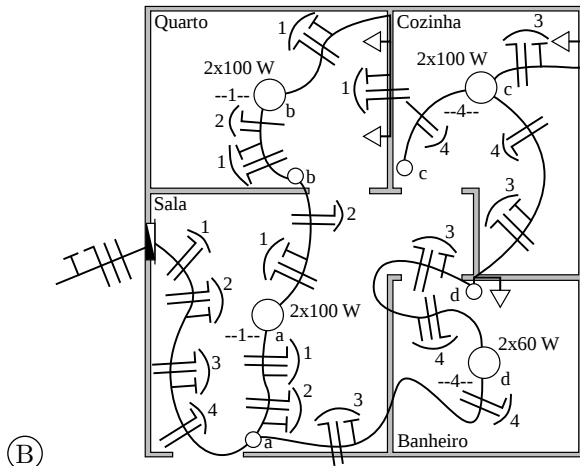 Quarto
Cozinha
1
3
2x100 W
2x100 W
--1--
b
c
1
2
--4--
4
4
1
b
c
Sala
3
1
2
3
1
2
d
2x100 W
--1--
a
2x60 W
4
1
3
--4--
d
2
4
3
4
a
Banheiro
B